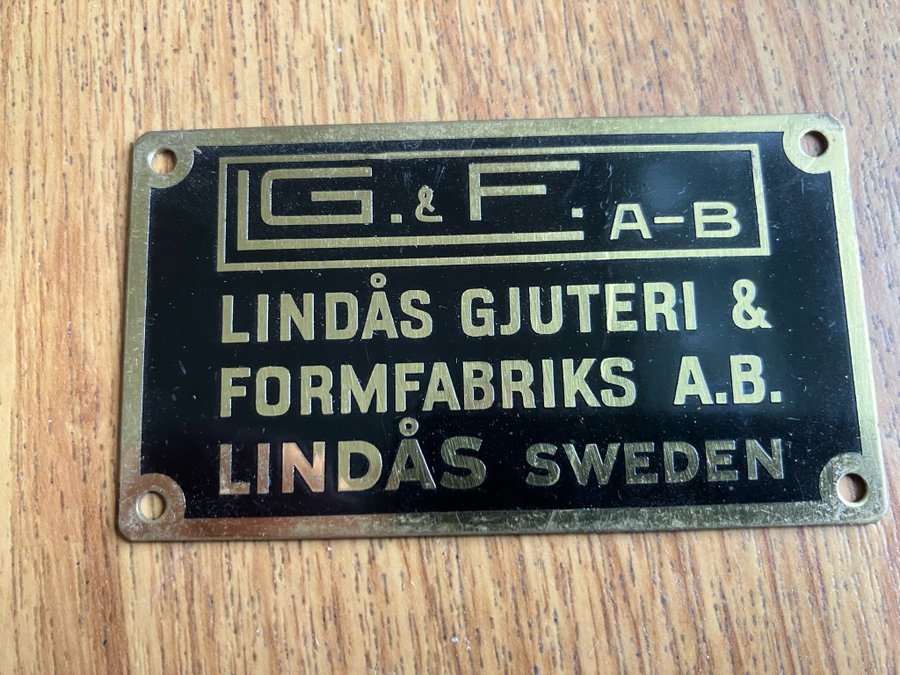 LG. & F. A-B
LINDÅS GJUTERI &
FORMFABRIKS A.B.
LINDÅS SWEDEN